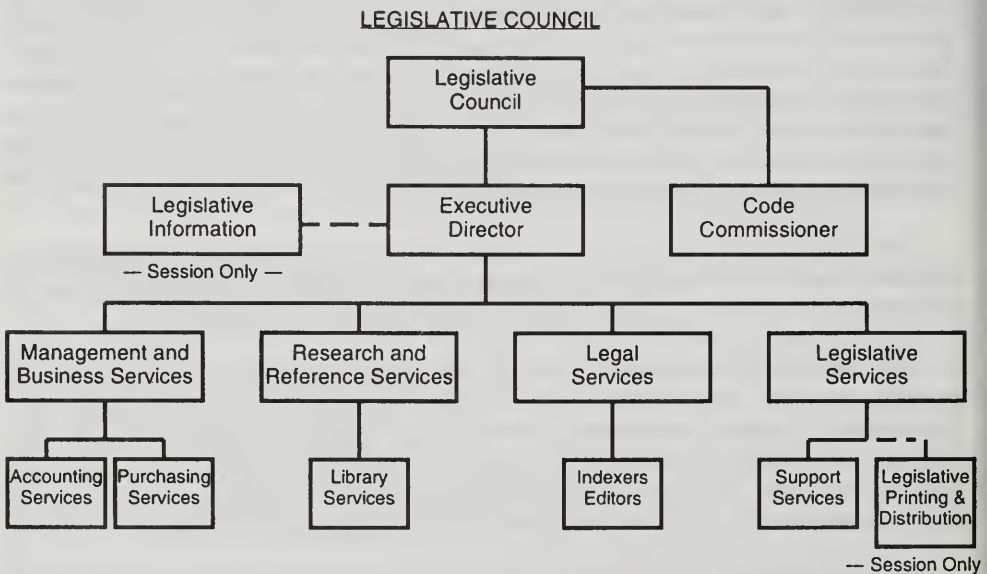 LEGISLATIVE COUNCIL
Legislative
Council
Legislative
Information
— Session Only —
Executive
Director
Code
Commissioner
Management and
Business Services
Research and
Reference Services
Legal
Services
Legislative
Services
Accounting
Services
Purchasing
Services
Library
Services
Indexers
Editors
Support
Services
Legislative
Printing &
Distribution
— Session Only